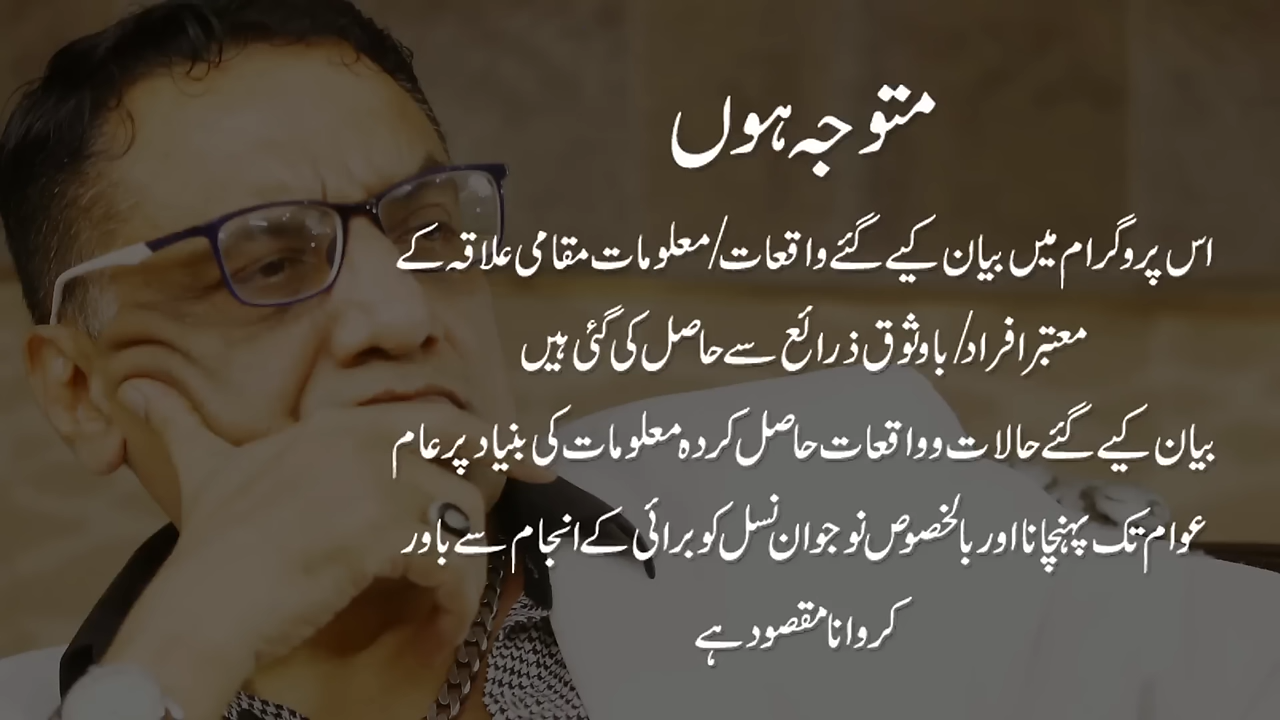 متوجہ ہوں
اس پروگرام میں بیان کیے گئے واقعات/معلومات مقامی علاقہ کے
معتبر افراد/باوثوق ذرائع سے حاصل کی گئی ہیں
بیان کیے گئے حالات و واقعات حاصل کردہ معلومات کی بنیاد پر عام
عوام تک پہنچانا اور بالخصوص نوجوان نسل کو برائی کے انجام سے باور
کروانا مقصود ہے